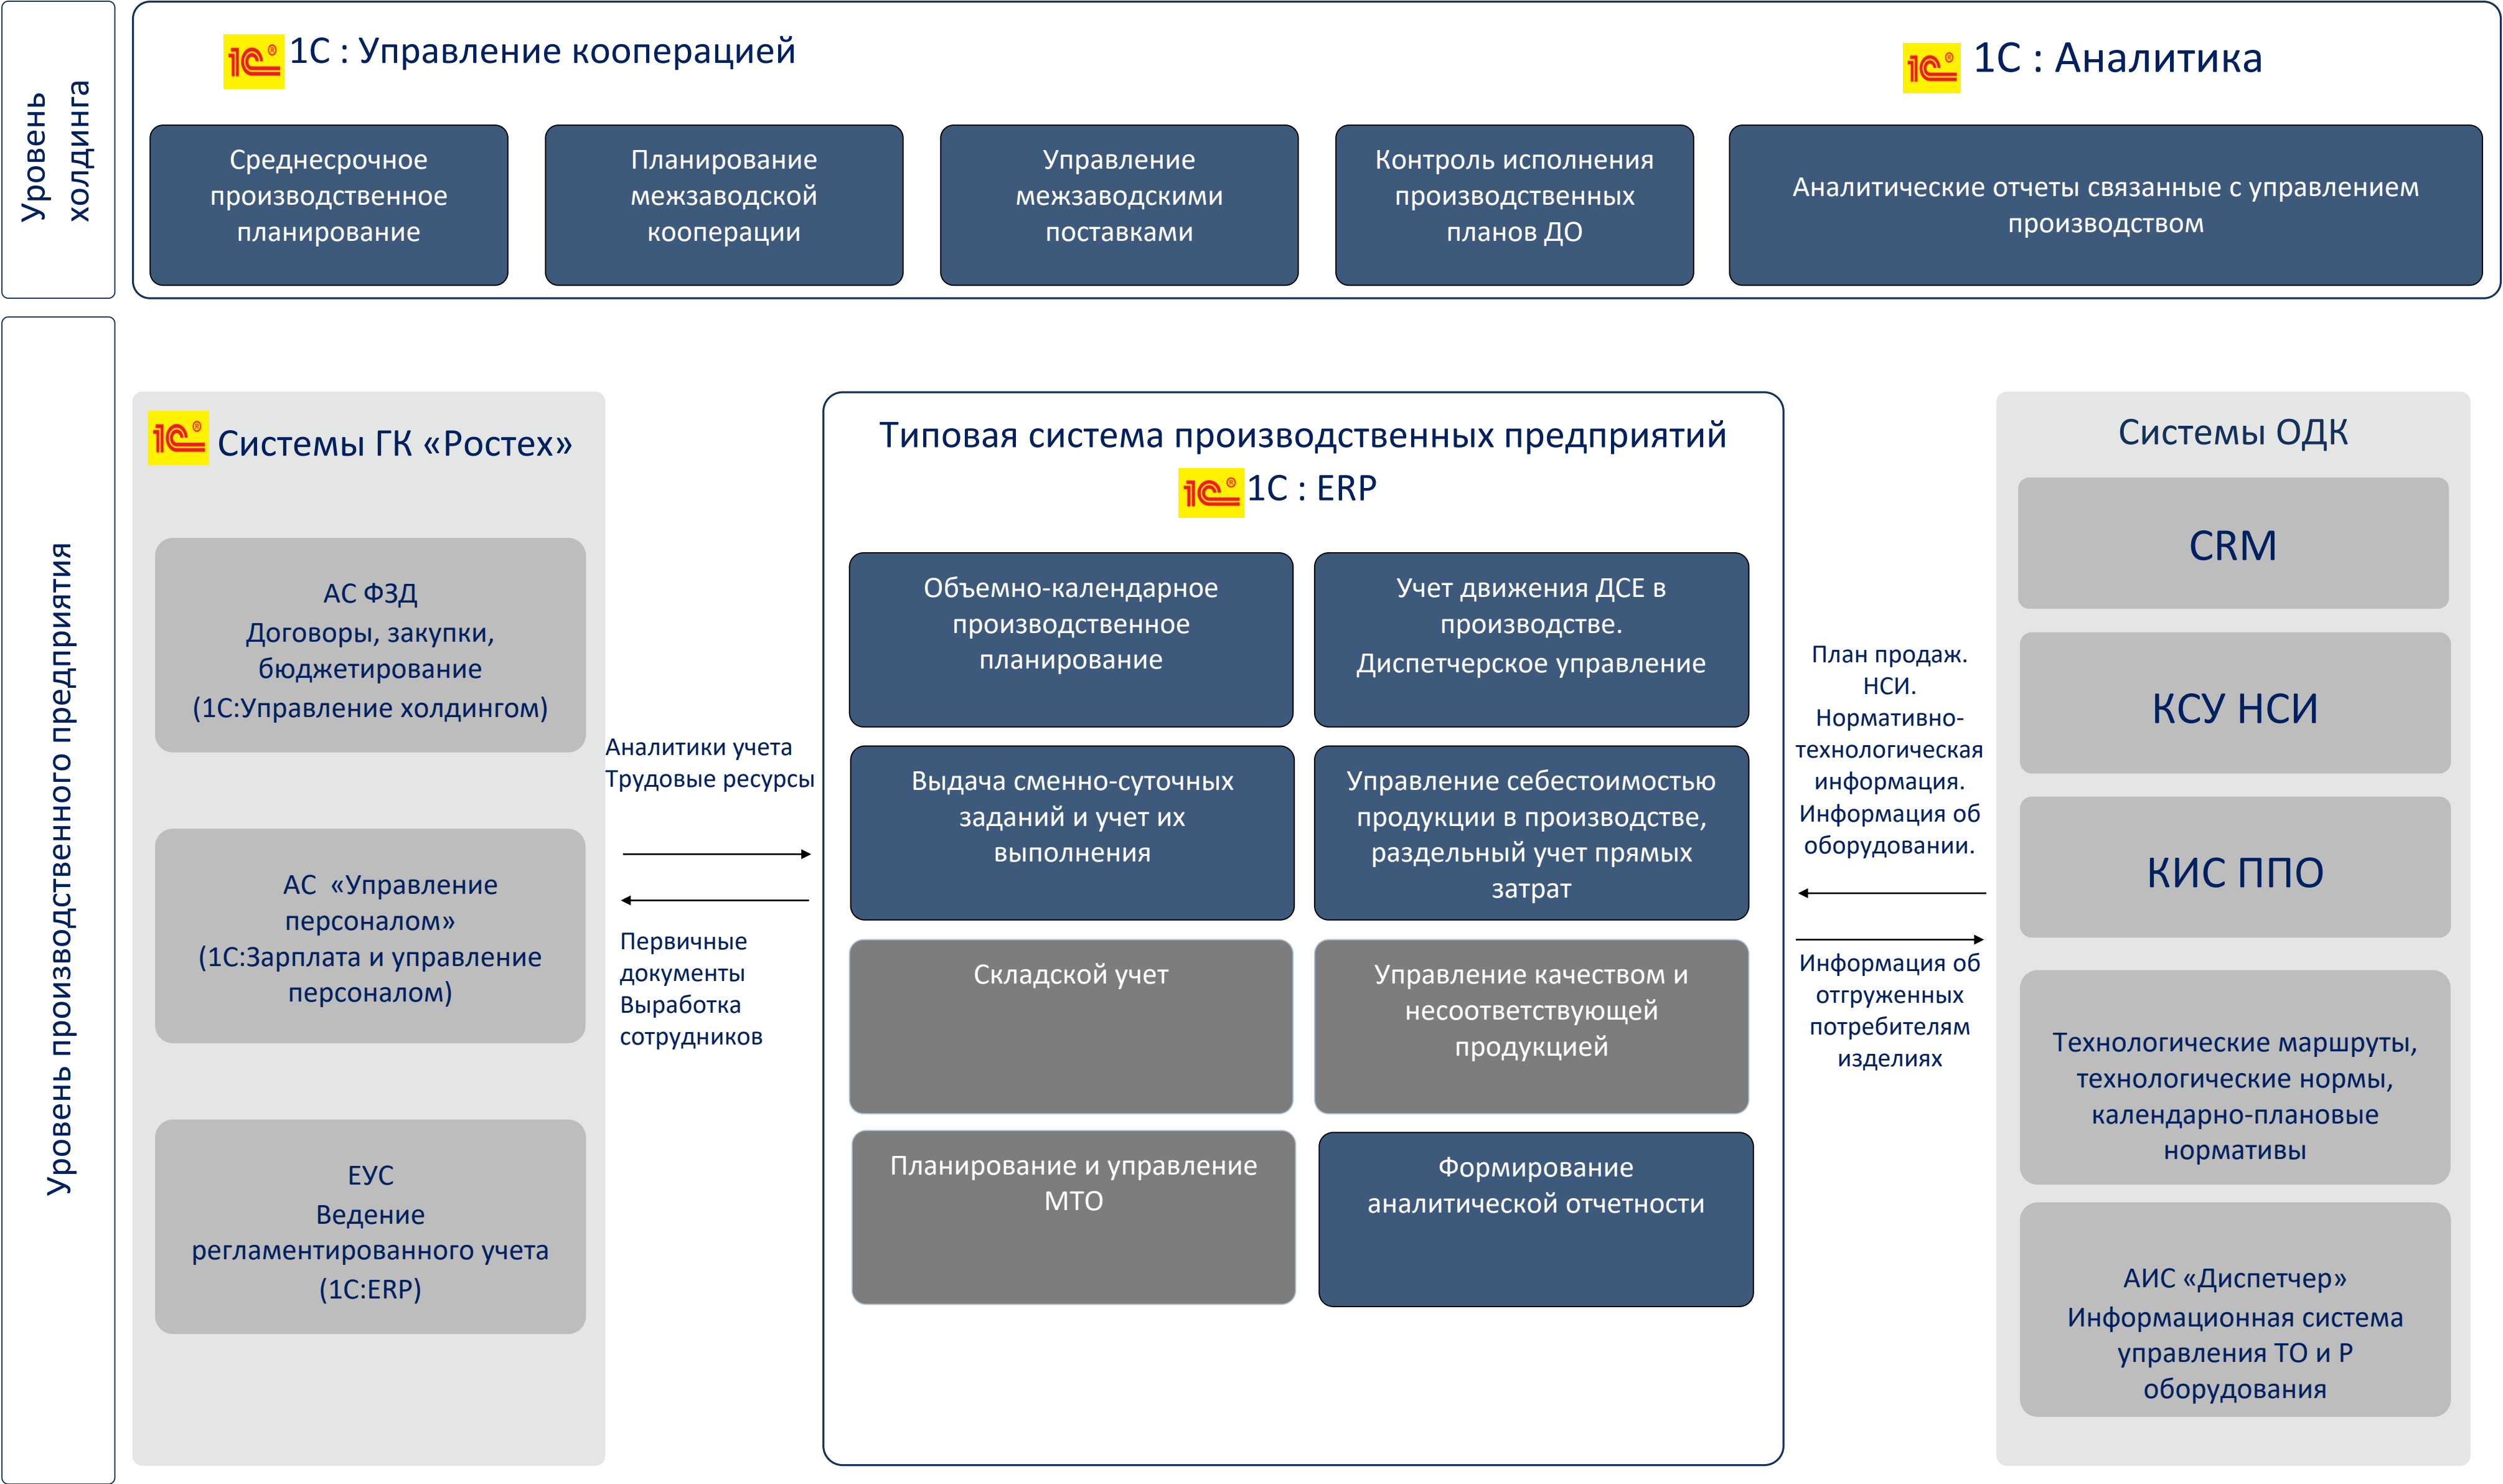 Уровень
холдинга
1С®
1С : Управление кооперацией
1С®
1С : Аналитика
Среднесрочное
производственное
планирование
Планирование
межзаводской
кооперации
Управление
межзаводскими
поставками
Контроль исполнения
производственных
планов ДО
Аналитические отчеты связанные с управлением
производством
Уровень производственного предприятия
1С®
Системы ГК «Ростех»
АС ФЗД
Договоры, закупки,
бюджетирование
(1С:Управление холдингом)
АС «Управление
персоналом»
(1С:Зарплата и управление
персоналом)
ЕУС
Ведение
регламентированного учета
(1С:ERP)
Аналитики учета
Трудовые ресурсы
Первичные
документы
Выработка
сотрудников
Типовая система производственных предприятий
1С®
1С : ERP
Объемно-календарное
производственное
планирование
Учет движения ДСЕ в
производстве.
Диспетчерское управление
Выдача сменно-суточных
заданий и учет их
выполнения
Управление себестоимостью
продукции в производстве,
раздельный учет прямых
затрат
Складской учет
Управление качеством и
несоответствующей
продукцией
Планирование и управление
МТО
Формирование
аналитической отчетности
План продаж.
НСИ.
Нормативно-
технологическая
информация.
Информация об
оборудовании.
Информация об
отгруженных
потребителям
изделиях
Системы ОДК
CRM
КСУ НСИ
КИС ППО
Технологические маршруты,
технологические нормы,
календарно-плановые
нормативы
АИС «Диспетчер»
Информационная система
управления ТО и Р
оборудования